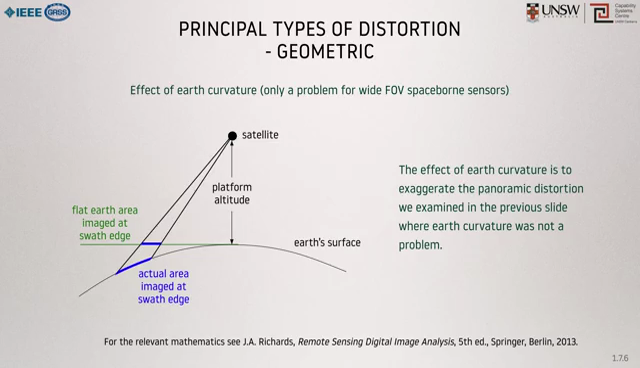 IEEE GRSS
UNSW
AUSTRALIA
Capability
Systems
Centre
PRINCIPAL TYPES OF DISTORTION
- GEOMETRIC
Effect of earth curvature (only a problem for wide FOV spaceborne sensors)
satellite
platform
altitude
flat earth area
imaged at
swath edge
earth's surface
actual area
imaged at
swath edge
The effect of earth curvature is to
exaggerate the panoramic distortion
we examined in the previous slide
where earth curvature was not a
problem.
For the relevant mathematics see J.A. Richards, Remote Sensing Digital Image Analysis, 5th ed., Springer, Berlin, 2013.
1.7.6